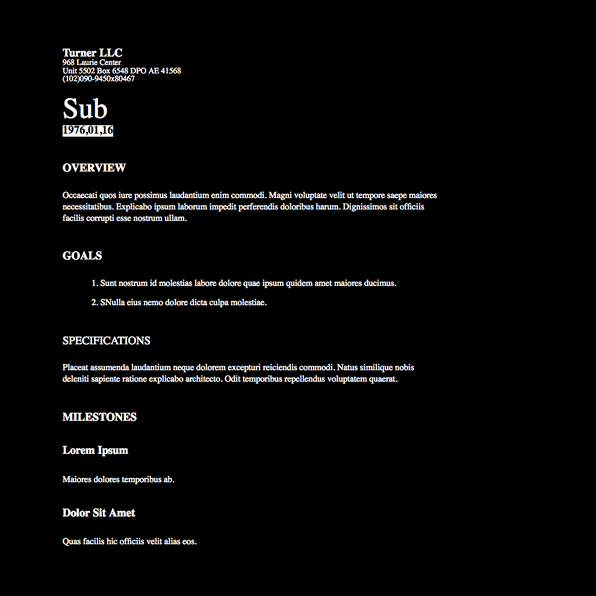 Turner LLC
968 Laurie Center
Unit 5502 Box 6548 DPO AE 41568
(102)090-9450x80467
Sub
1976,01,16
OVERVIEW
Occaecati quos iure possimus laudantium enim commodi. Magni voluptate velit ut tempore saepe maiores
necessitatibus. Explicabo ipsum laborum impedit perferendis doloribus harum. Dignissimos sit officiis
facilis corrupti esse nostrum ullam.
GOALS
1. Sunt nostrum id molestias labore dolore quae ipsum quidem amet maiores ducimus.
2. SNulla eius nemo dolore dicta culpa molestiae.
SPECIFICATIONS
Placeat assumenda laudantium neque dolorem excepturi reiciendis commodi. Natus similique nobis
deleniti sapiente ratione explicabo architecto. Odit temporibus repellendus voluptatem quaerat.
MILESTONES
Lorem Ipsum
Maiores dolores temporibus ab.
Dolor Sit Amet
Quas facilis hic officiis velit alias eos.